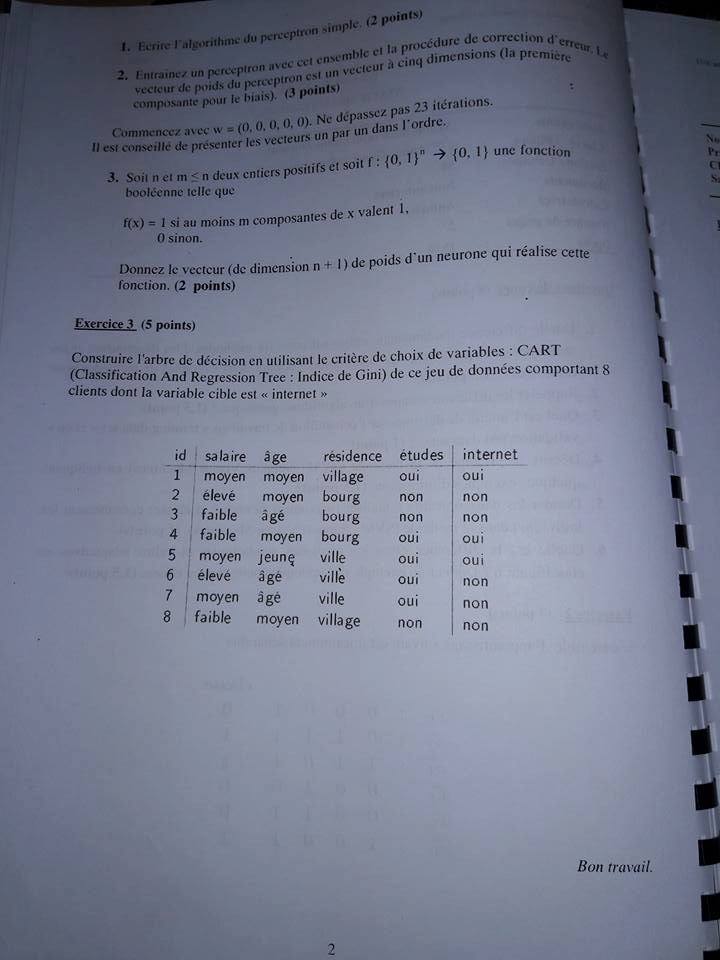 1. Ecrire l'algorithme du perceptron simple. (2 points)
2. Entrainez un perceptron avec cet ensemble et la procédure de correction d'erreur. Le
vecteur de poids du perceptron est un vecteur à cinq dimensions (la première
composante pour le biais). (3 points)
Commencez avec w = (0, 0, 0, 0, 0). Ne dépassez pas 23 itérations.
Il est conseillé de présenter les vecteurs un par un dans l'ordre.
3. Soit n et m ≤ n deux entiers positifs et soit f : {0, 1}ⁿ → {0, 1} une fonction
booléenne telle que
f(x) = 1 si au moins m composantes de x valent 1,
0 sinon.
Donnez le vecteur (de dimension n + 1) de poids d'un neurone qui réalise cette
fonction. (2 points)
Exercice 3 (5 points)
Construire l'arbre de décision en utilisant le critère de choix de variables : CART
(Classification And Regression Tree : Indice de Gini) de ce jeu de données comportant 8
clients dont la variable cible est « internet »
id salaire âge résidence études internet
1 moyen moyen village oui oui
2 élevé moyen bourg non non
3 faible âgé bourg non non
4 faible moyen bourg oui oui
5 moyen jeune ville oui oui
6 élevé âgé ville oui non
7 moyen âgé ville oui non
8 faible moyen village non non
Bon travail.
2